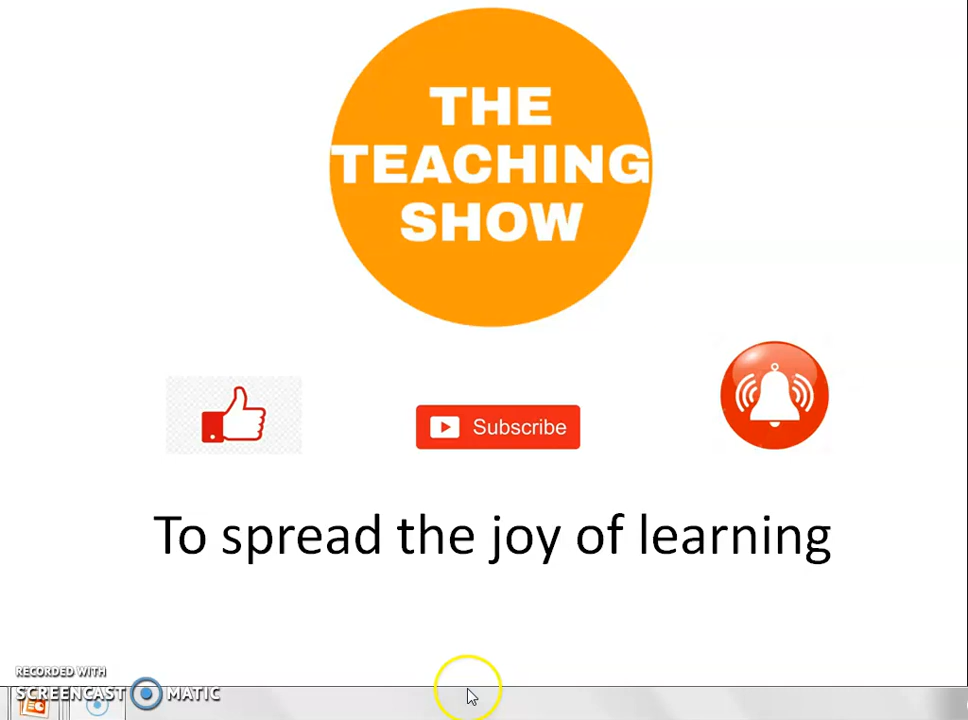 THE
TEACHING
SHOW
Subscribe
To spread the joy of learning
RECORDED WITH
SCREENCAST MATIC